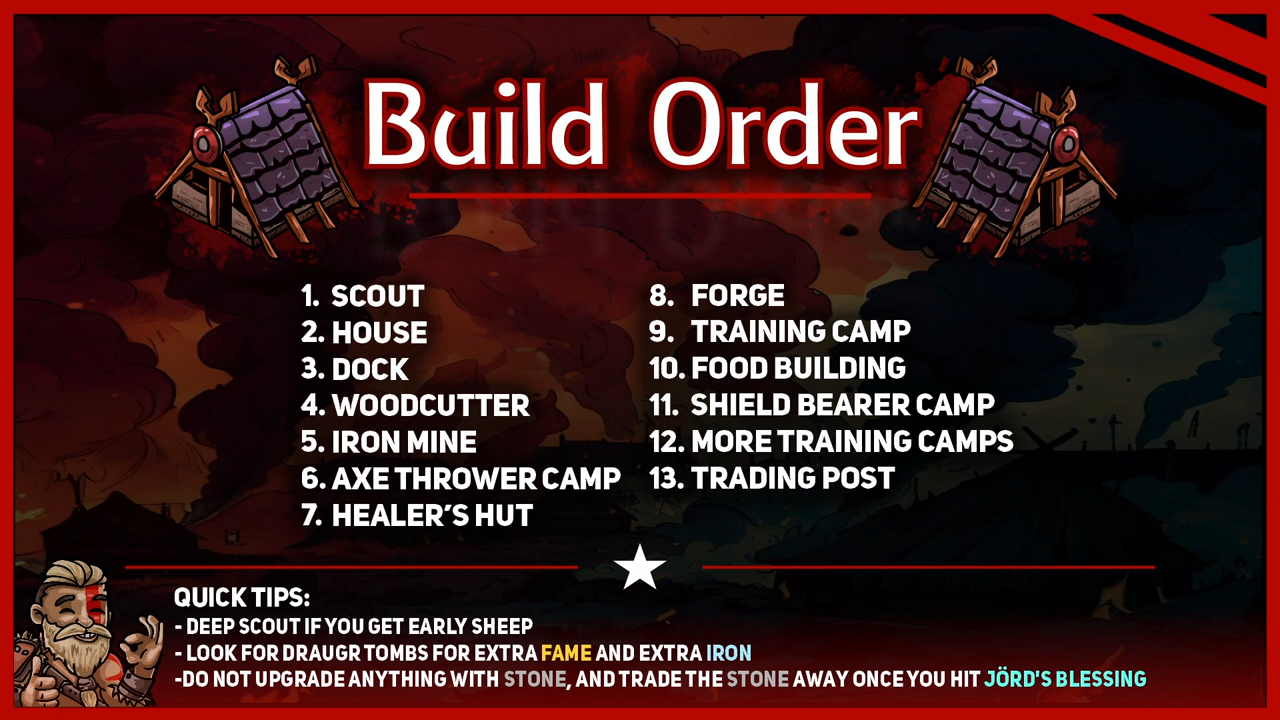 Build Order
1. SCOUT
2. HOUSE
3. DOCK
4. WOODCUTTER
5. IRON MINE
6. AXE THROWER CAMP
7. HEALER'S HUT
8. FORGE
9. TRAINING CAMP
10. FOOD BUILDING
11. SHIELD BEARER CAMP
12. MORE TRAINING CAMPS
13. TRADING POST
QUICK TIPS:
- DEEP SCOUT IF YOU GET EARLY SHEEP
- LOOK FOR DRAUGR TOMBS FOR EXTRA FAME AND EXTRA IRON
-DO NOT UPGRADE ANYTHING WITH STONE, AND TRADE THE STONE AWAY ONCE YOU HIT JÖRD'S BLESSING